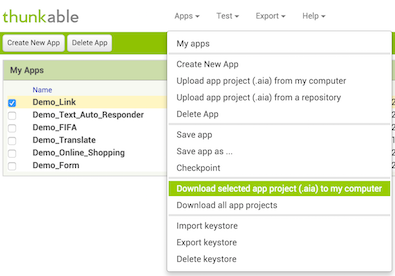 thunkable
Apps Test Export Help
Create New App Delete App
My Apps
Name
Demo_Link
Demo_Text_Auto_Responder
Demo_FIFA
Demo_Translate
Demo_Online_Shopping
Demo_Form
My apps
Create New App
Upload app project (.aia) from my computer
Upload app project (.aia) from a repository
Delete App
Save app
Save app as ...
Checkpoint
Download selected app project (.aia) to my computer
Download all app projects
Import keystore
Export keystore
Delete keystore